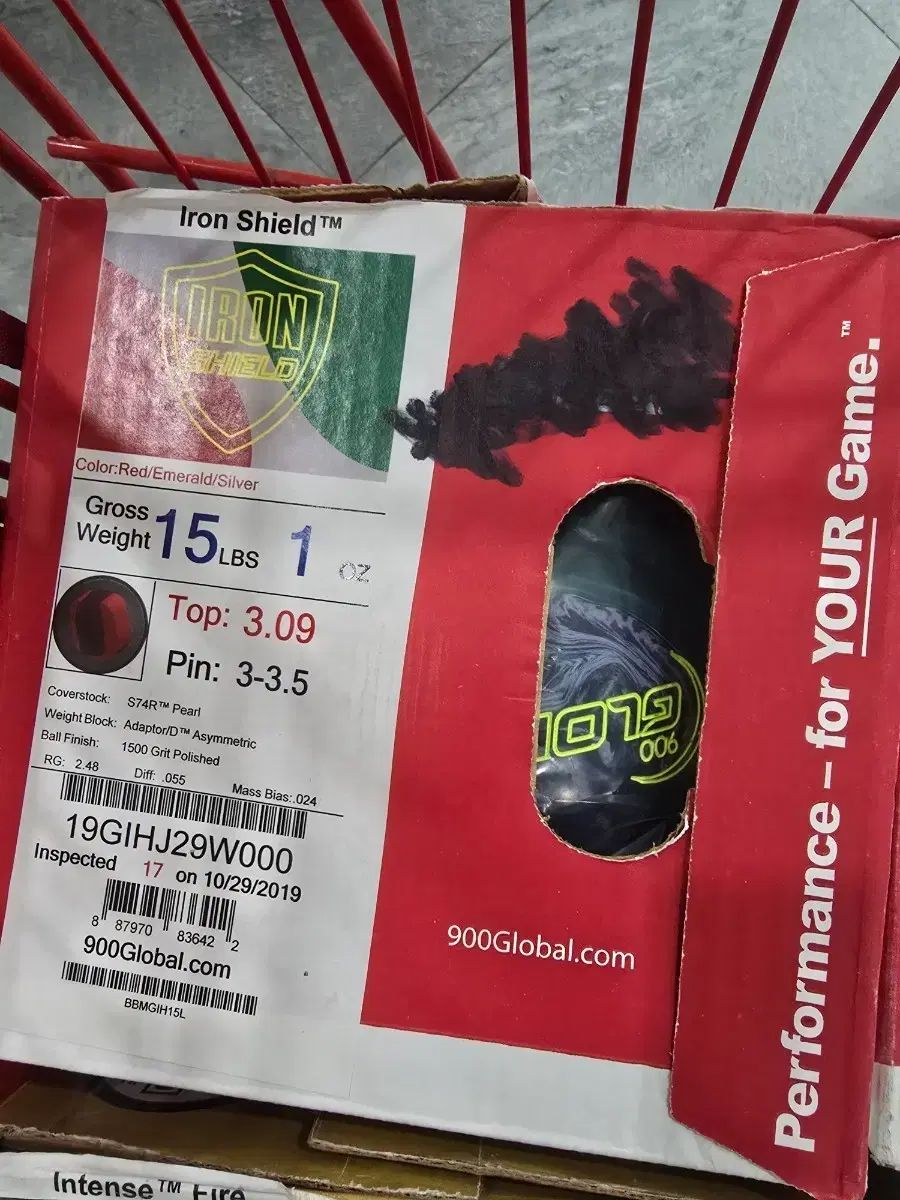 Iron Shield™
IRON
SHIELD
Color:Red/Emerald/Silver
Gross Weight 15 LBS 1 OZ
Top: 3.09
Pin: 3-3.5
Coverstock: S74R™ Pearl
Weight Block: Adaptor/D™ Asymmetric
Ball Finish: 1500 Grit Polished
RG: 2.48 Diff: .055 Mass Bias:.024
19GIHJ29W000
Inspected 17 on 10/29/2019
8 87970 83642 2
900Global.com
BBMGIH15L
900
GLO
900Global.com
Performance – for YOUR Game.™
Intense™ Fire